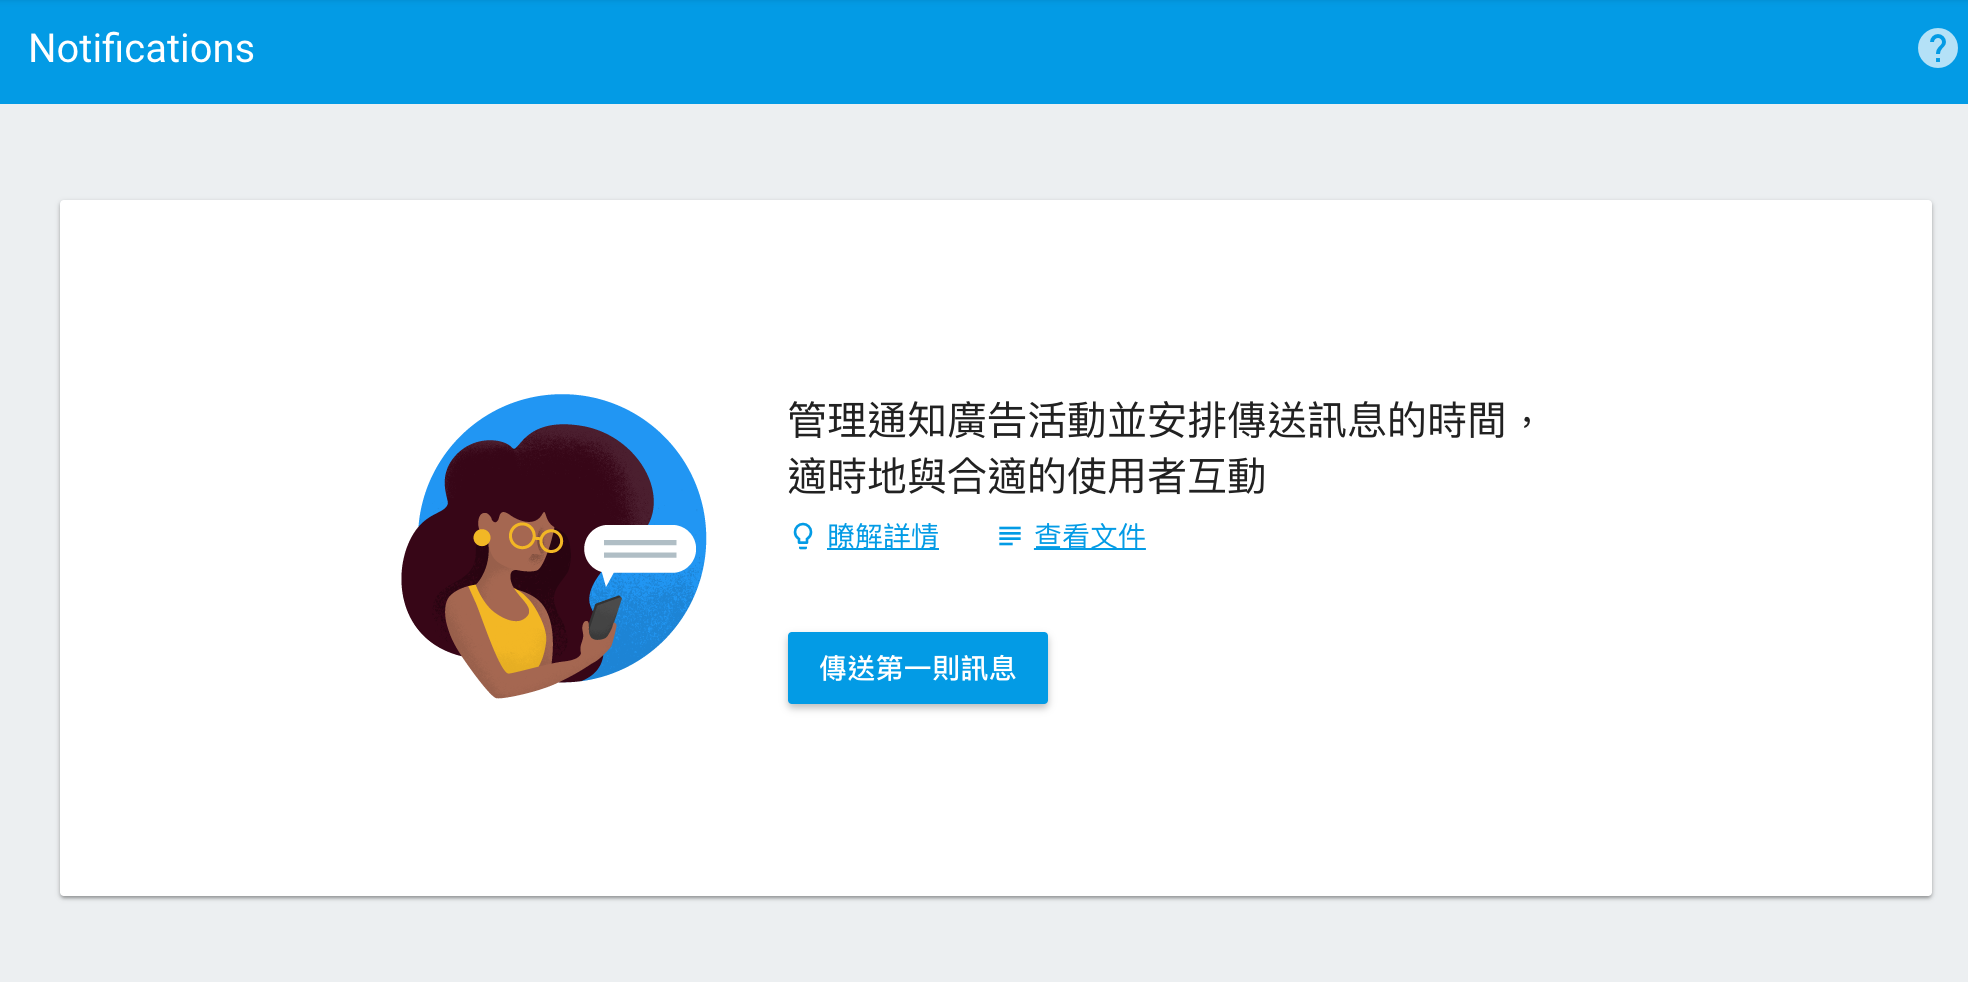 Notifications
?
管理通知廣告活動並安排傳送訊息的時間，
適時地與合適的使用者互動
瞭解詳情 查看文件
傳送第一則訊息